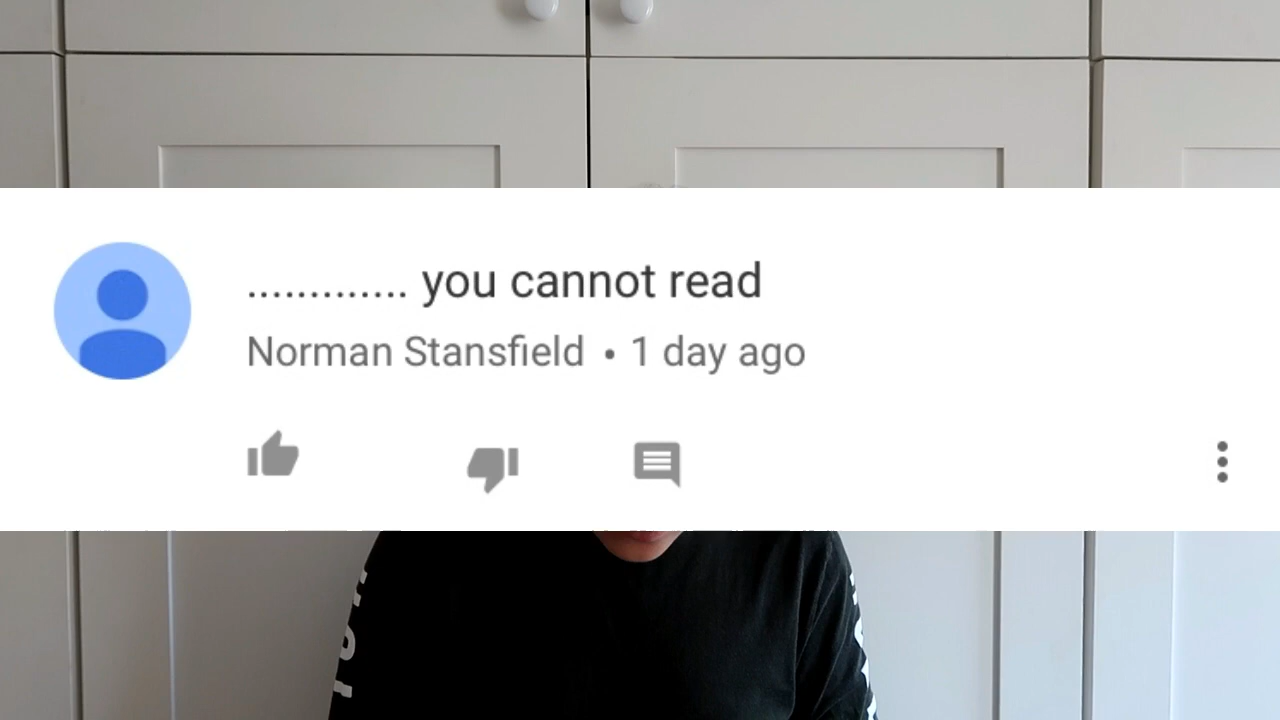 ............. you cannot read
Norman Stansfield • 1 day ago